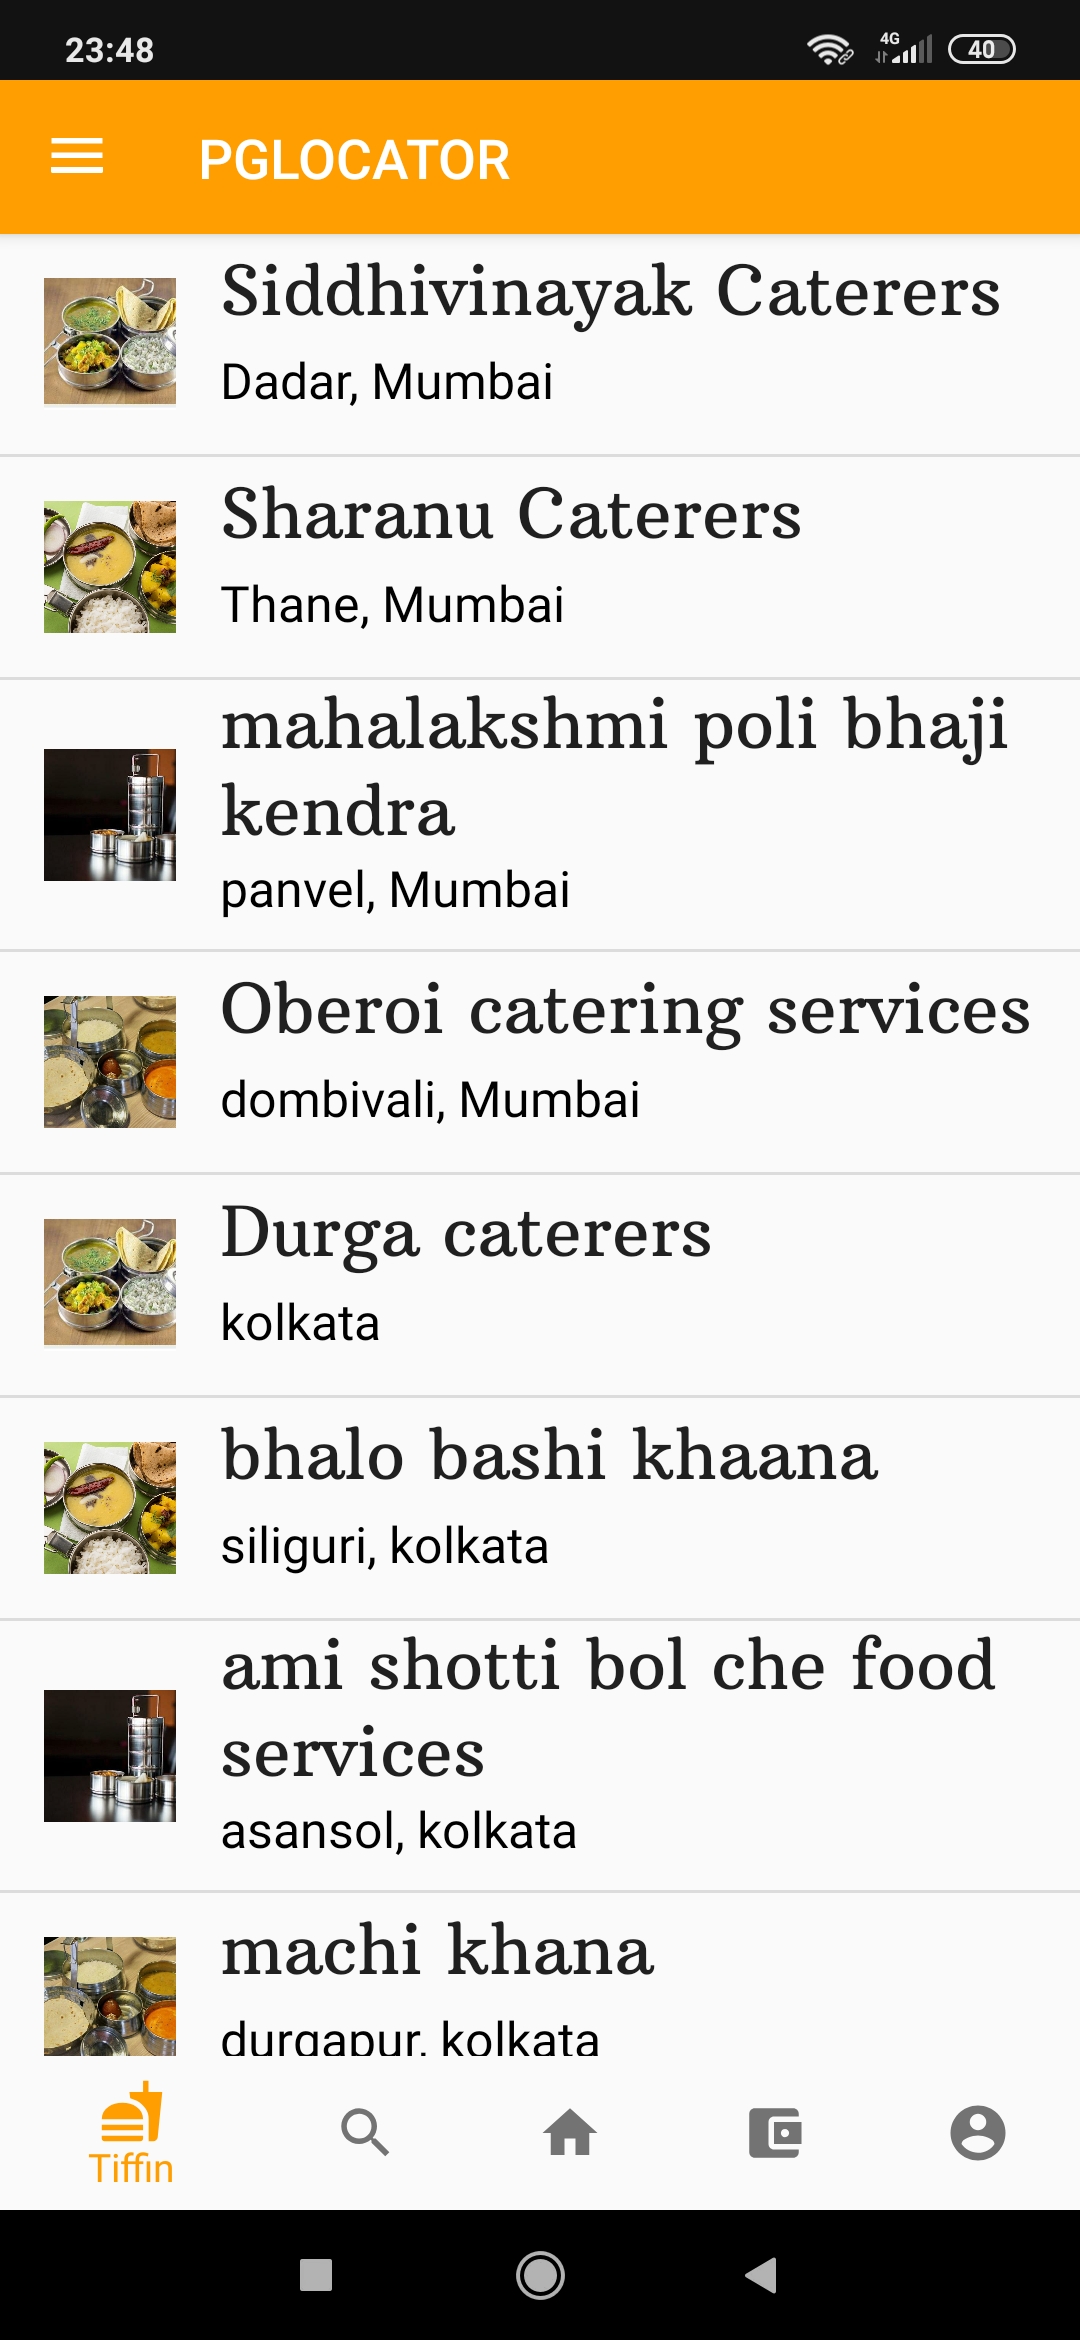 23:48
4G
40
PGLOCATOR
Siddhivinayak Caterers
Dadar, Mumbai
Sharanu Caterers
Thane, Mumbai
mahalakshmi poli bhaji
kendra
panvel, Mumbai
Oberoi catering services
dombivali, Mumbai
Durga caterers
kolkata
bhalo bashi khaana
siliguri, kolkata
ami shotti bol che food
services
asansol, kolkata
machi khana
durgapur, kolkata
Tiffin